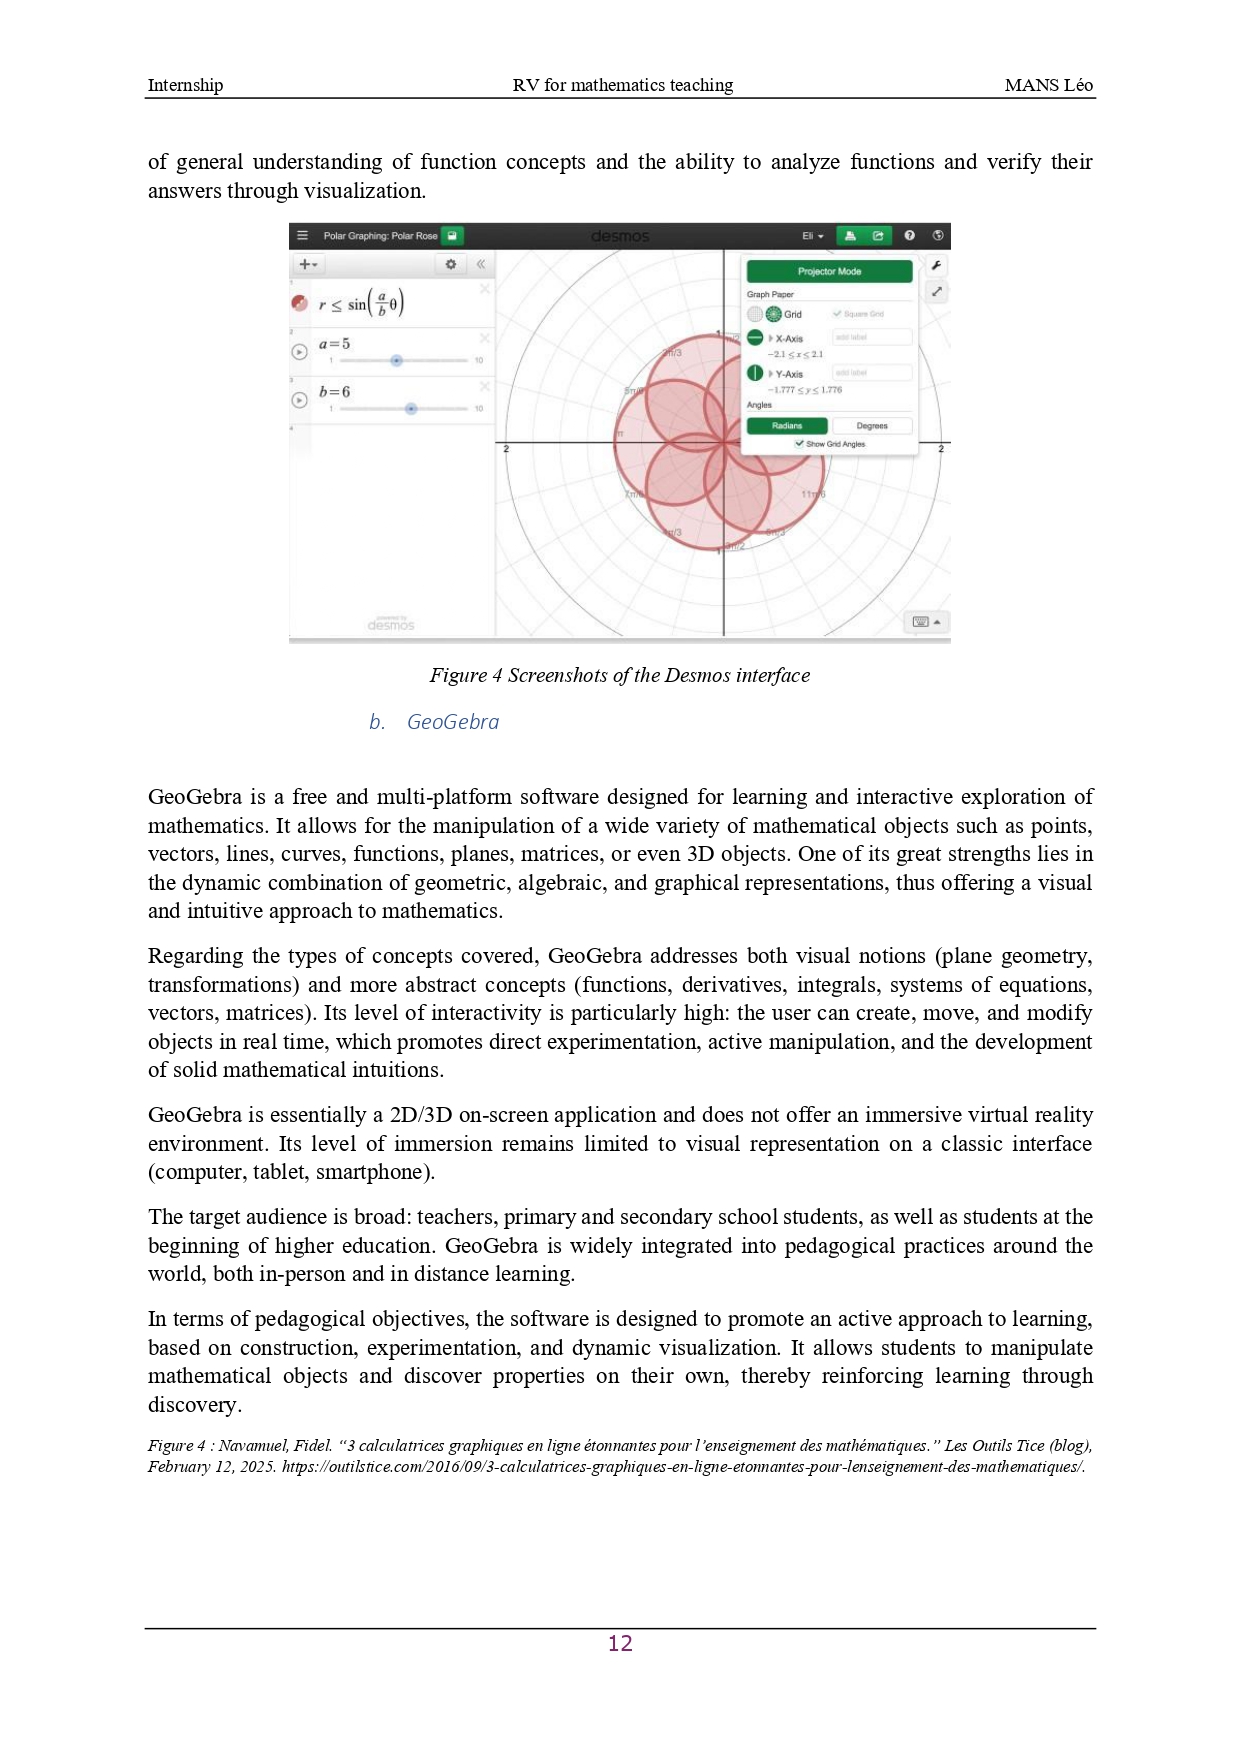 Internship RV for mathematics teaching MANS Léo
of general understanding of function concepts and the ability to analyze functions and verify their
answers through visualization.
Polar Graphing: Polar Rose desmos Eli
r ≤ sin(a/b θ)
a=5
1 10
b=6
1 10
powered by
desmos
Projector Mode
Graph Paper
Grid Square Grid
X-Axis add label
−2.1 ≤ x ≤ 2.1
Y-Axis add label
−1.777 ≤ y ≤ 1.776
Angles
Radians Degrees
Show Grid Angles
1 π/2
2π/3
5π/6
π
2 2
7π/6 11π/6
4π/3 5π/3
1 3π/2
Figure 4 Screenshots of the Desmos interface
b. GeoGebra
GeoGebra is a free and multi-platform software designed for learning and interactive exploration of
mathematics. It allows for the manipulation of a wide variety of mathematical objects such as points,
vectors, lines, curves, functions, planes, matrices, or even 3D objects. One of its great strengths lies in
the dynamic combination of geometric, algebraic, and graphical representations, thus offering a visual
and intuitive approach to mathematics.
Regarding the types of concepts covered, GeoGebra addresses both visual notions (plane geometry,
transformations) and more abstract concepts (functions, derivatives, integrals, systems of equations,
vectors, matrices). Its level of interactivity is particularly high: the user can create, move, and modify
objects in real time, which promotes direct experimentation, active manipulation, and the development
of solid mathematical intuitions.
GeoGebra is essentially a 2D/3D on-screen application and does not offer an immersive virtual reality
environment. Its level of immersion remains limited to visual representation on a classic interface
(computer, tablet, smartphone).
The target audience is broad: teachers, primary and secondary school students, as well as students at the
beginning of higher education. GeoGebra is widely integrated into pedagogical practices around the
world, both in-person and in distance learning.
In terms of pedagogical objectives, the software is designed to promote an active approach to learning,
based on construction, experimentation, and dynamic visualization. It allows students to manipulate
mathematical objects and discover properties on their own, thereby reinforcing learning through
discovery.
Figure 4 : Navamuel, Fidel. “3 calculatrices graphiques en ligne étonnantes pour l’enseignement des mathématiques.” Les Outils Tice (blog),
February 12, 2025. https://outilstice.com/2016/09/3-calculatrices-graphiques-en-ligne-etonnantes-pour-lenseignement-des-mathematiques/.
12